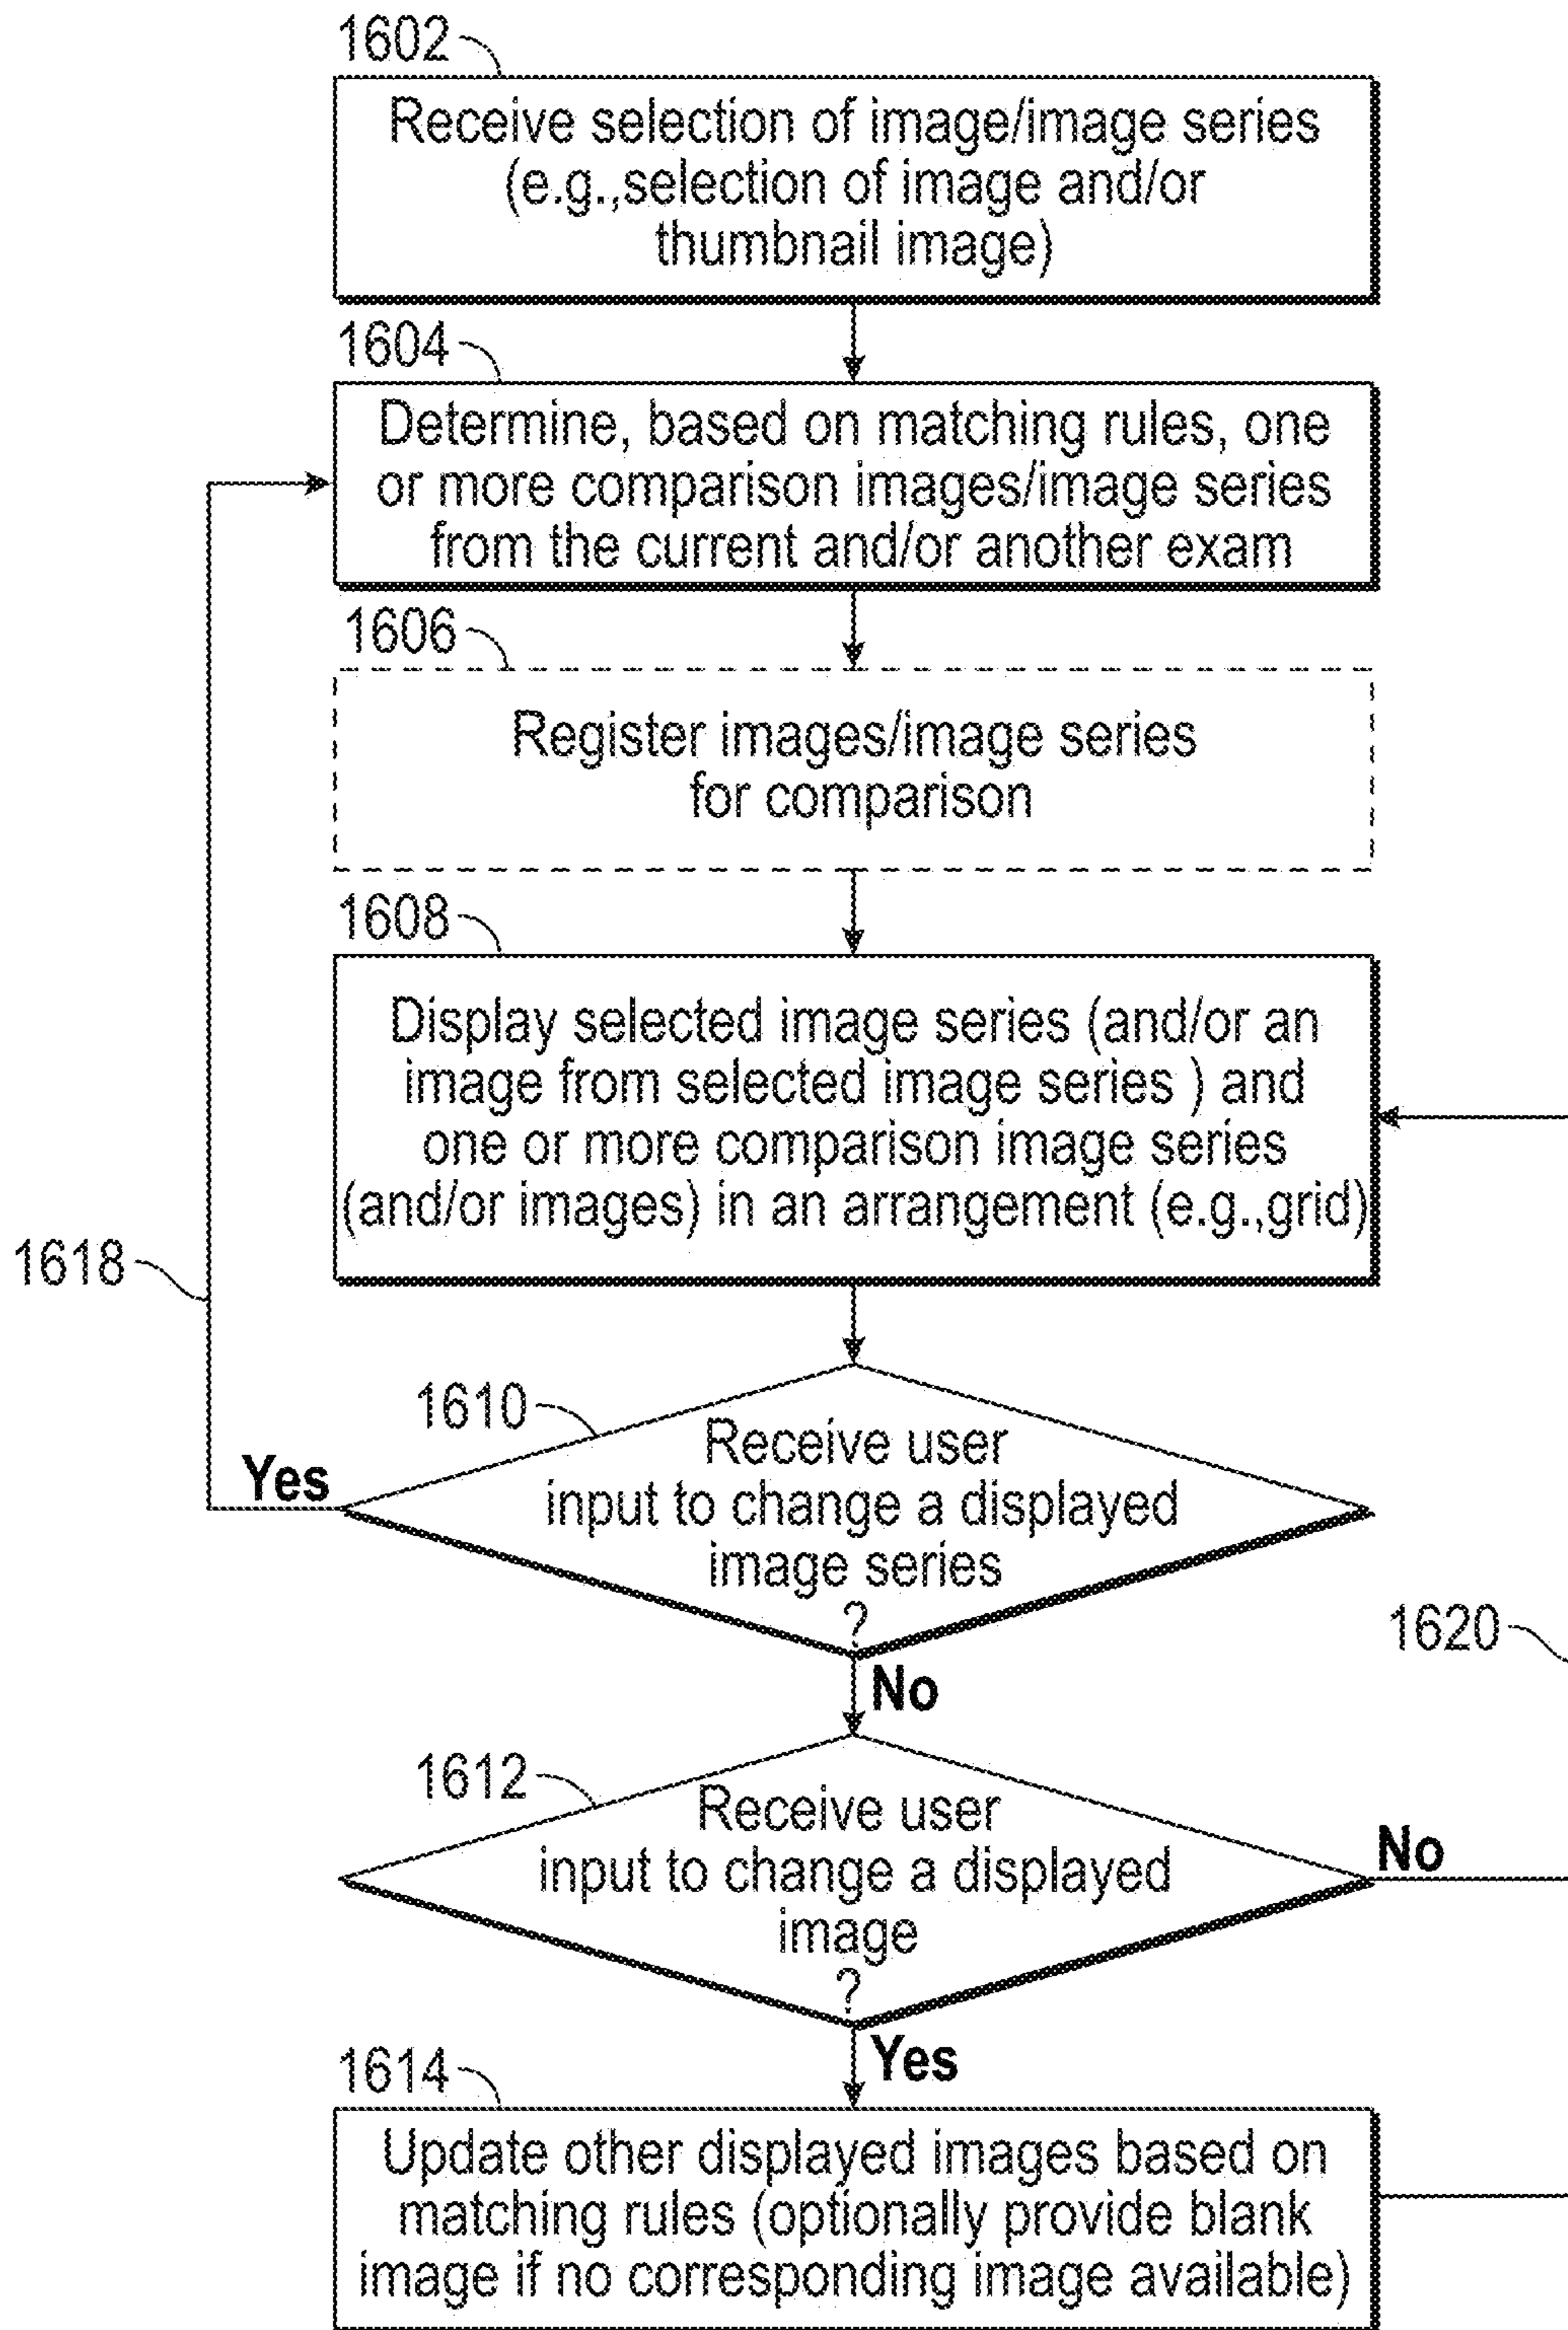 1602
Receive selection of image/image series
(e.g.,selection of image and/or
thumbnail image)
1604
Determine, based on matching rules, one
or more comparison images/image series
from the current and/or another exam
1606
Register images/image series
for comparison
1608
Display selected image series (and/or an
image from selected image series ) and
one or more comparison image series
(and/or images) in an arrangement (e.g.,grid)
1618
1610
Yes
Receive user
input to change a displayed
image series
?
1620
No
1612
Receive user
input to change a displayed
image
?
No
Yes
1614
Update other displayed images based on
matching rules (optionally provide blank
image if no corresponding image available)